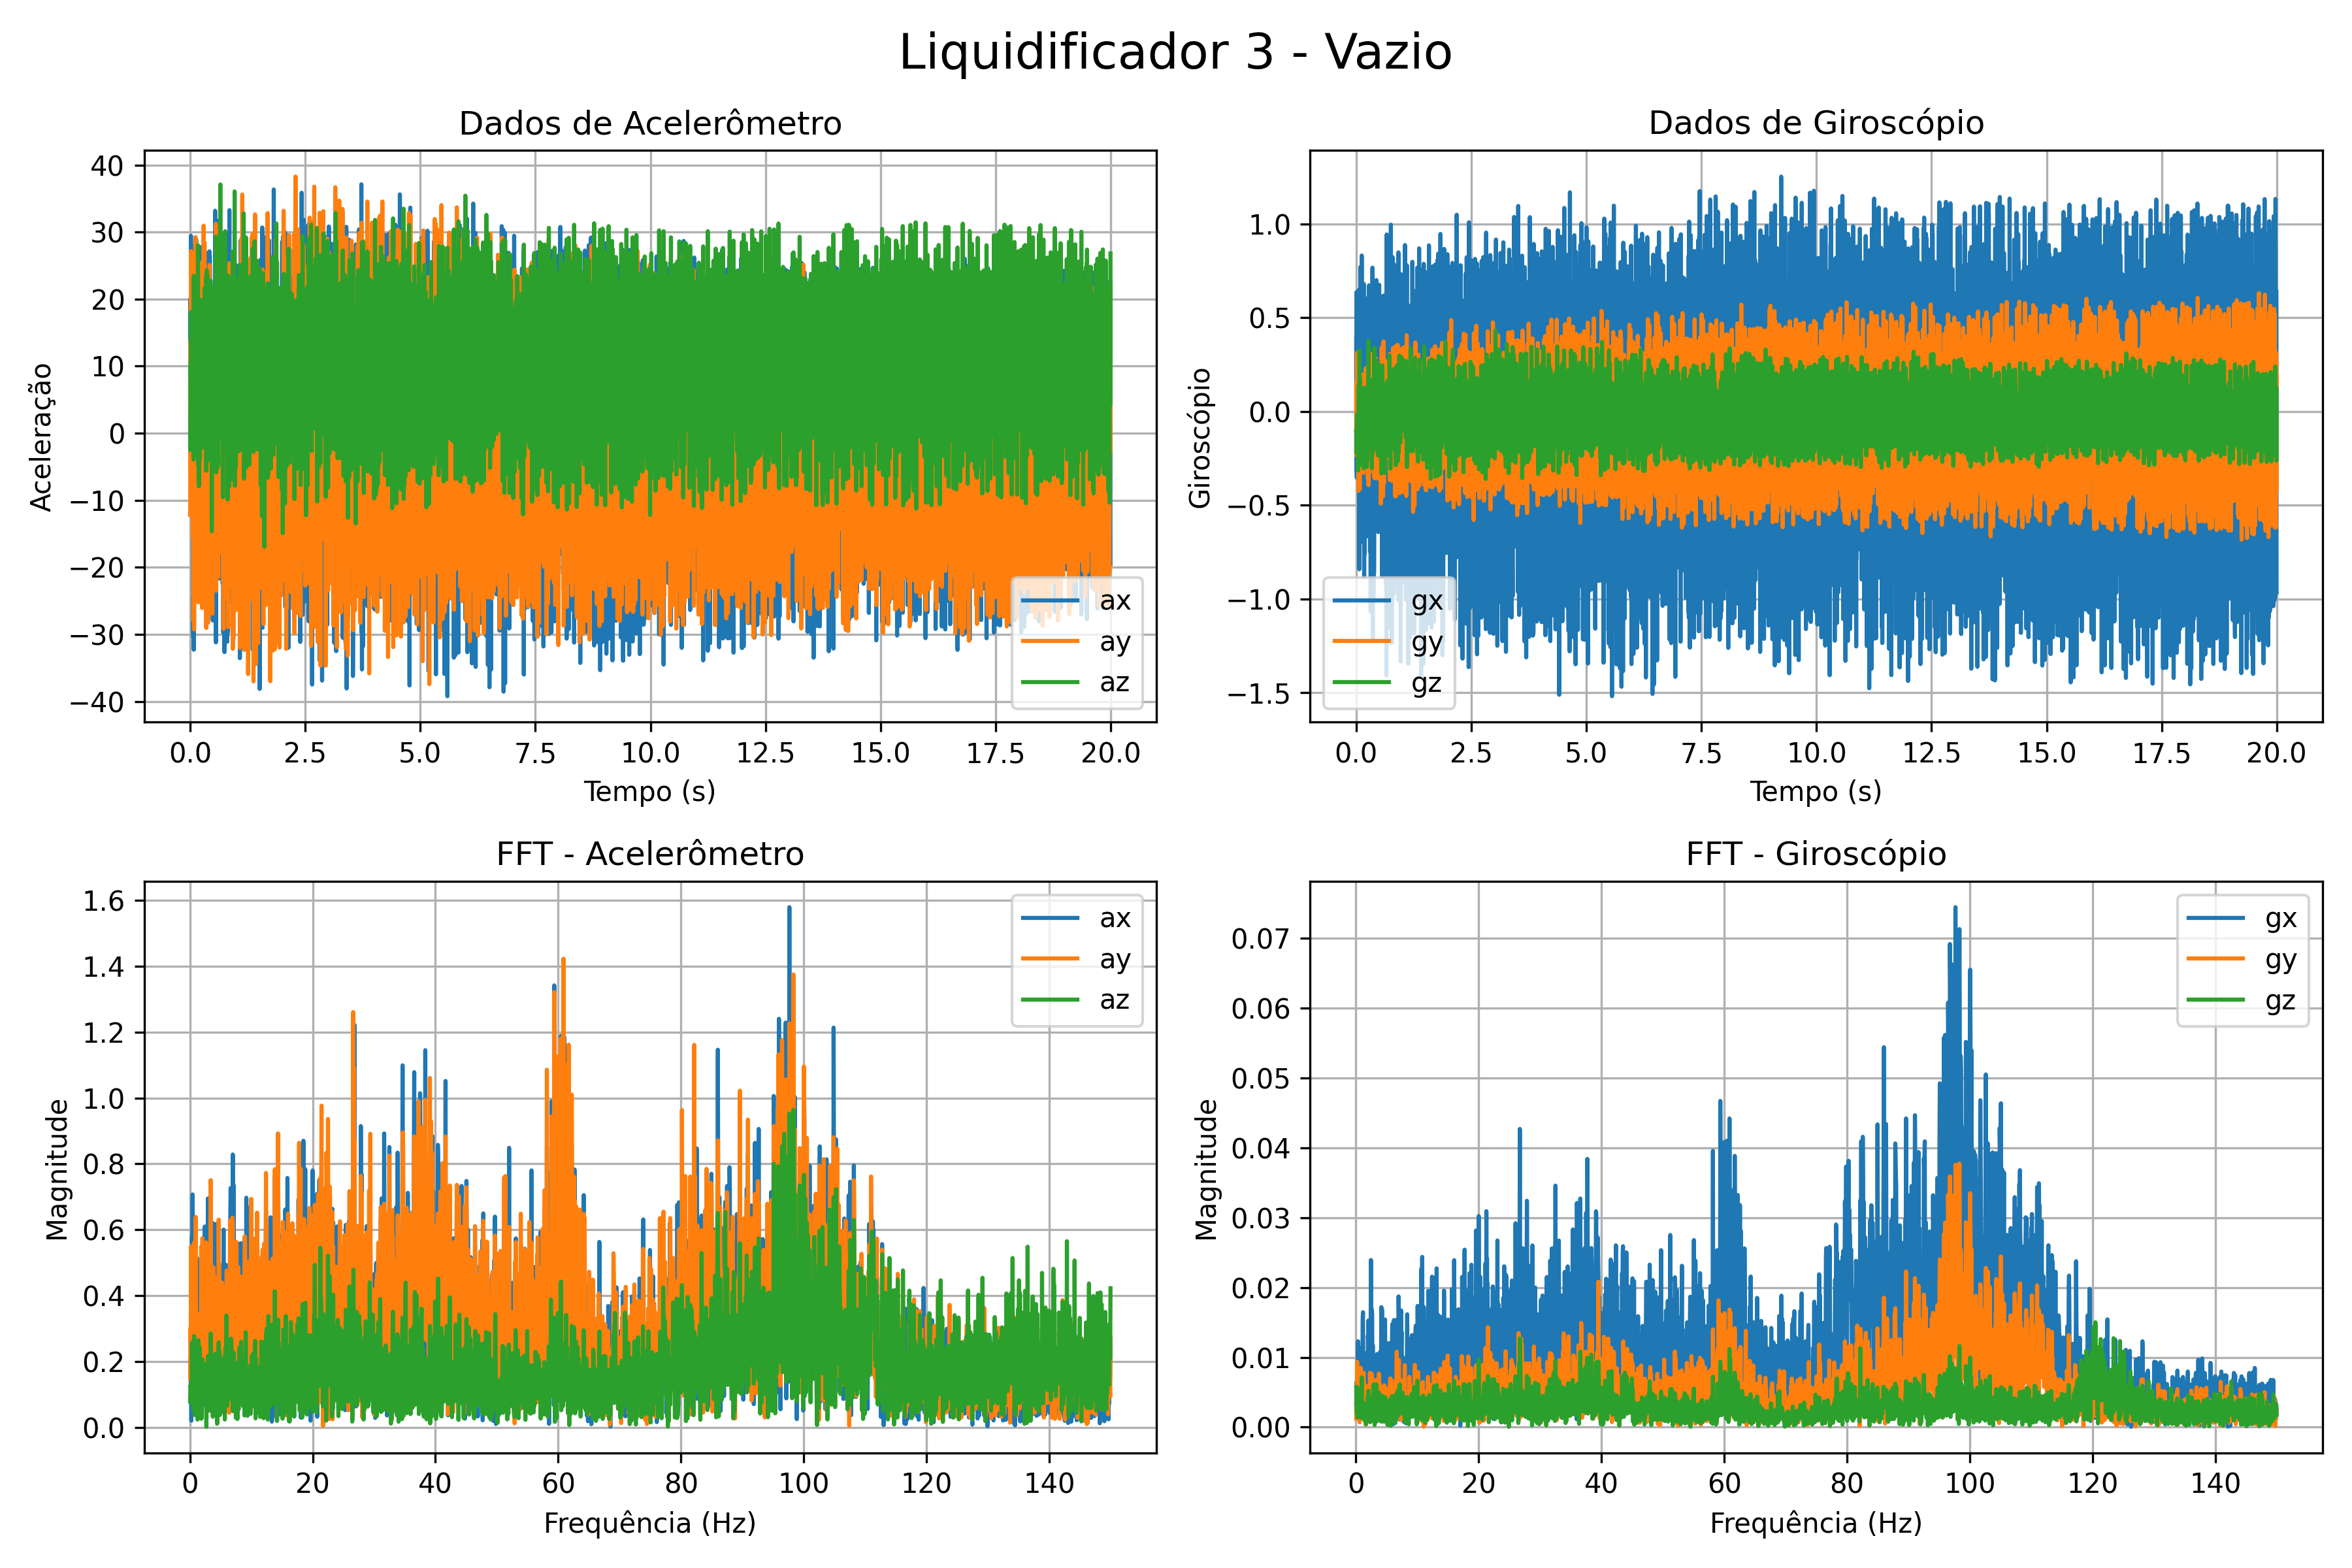 Liquidificador 3 - Vazio
Dados de Acelerômetro
40
30
20
10
0
−10
−20
−30
−40
Aceleração
0.0 2.5 5.0 7.5 10.0 12.5 15.0 17.5 20.0
Tempo (s)
ax
ay
az
Dados de Giroscópio
1.0
0.5
0.0
−0.5
−1.0
−1.5
Giroscópio
0.0 2.5 5.0 7.5 10.0 12.5 15.0 17.5 20.0
Tempo (s)
gx
gy
gz
FFT - Acelerômetro
1.6
1.4
1.2
1.0
0.8
0.6
0.4
0.2
0.0
Magnitude
0 20 40 60 80 100 120 140
Frequência (Hz)
ax
ay
az
FFT - Giroscópio
0.07
0.06
0.05
0.04
0.03
0.02
0.01
0.00
Magnitude
0 20 40 60 80 100 120 140
Frequência (Hz)
gx
gy
gz